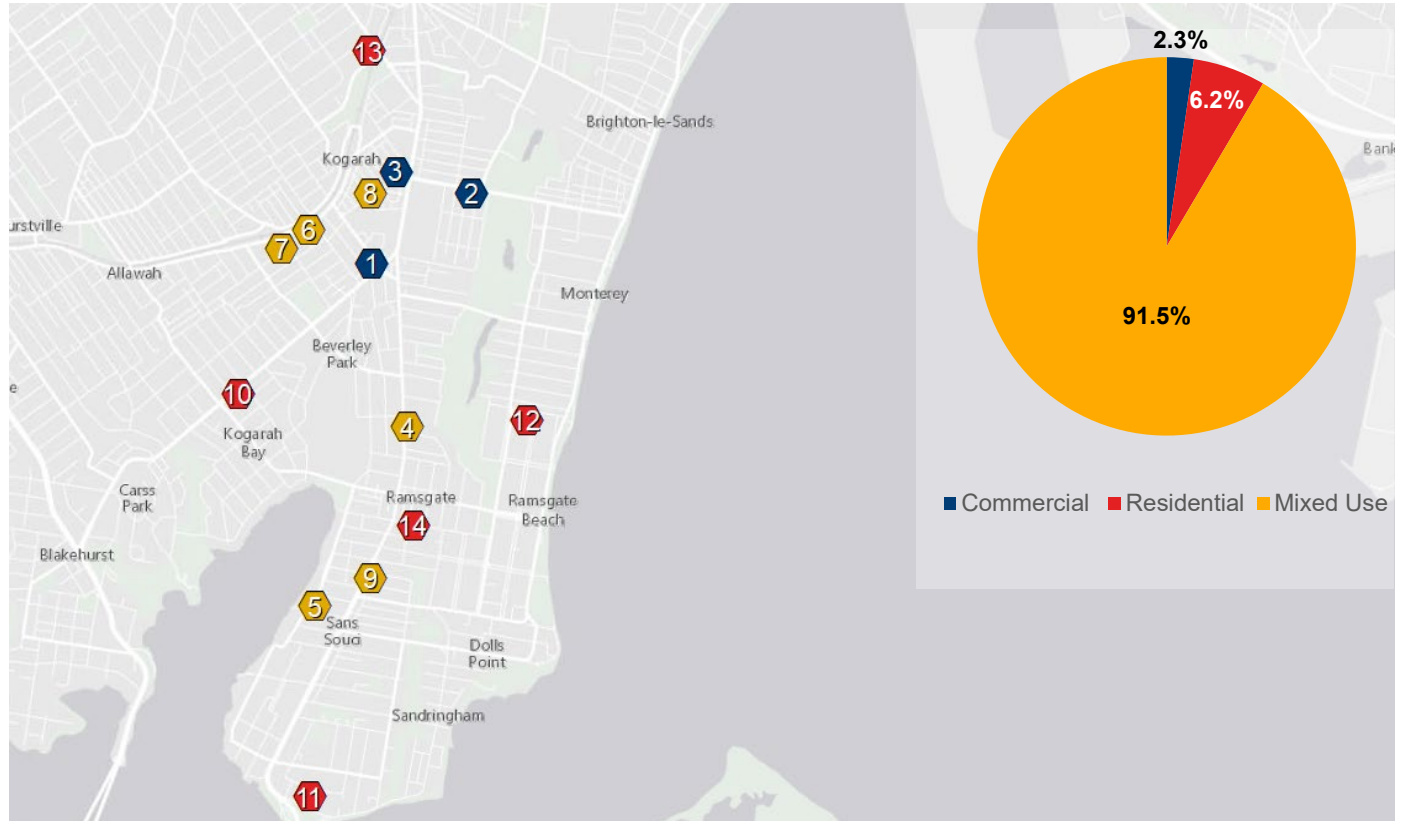 13
2.3%
6.2%
Brighton-le-Sands
Kogarah
3
8
2
urstville
6
7
1
Allawah
Monterey
91.5%
Beverley
Park
e
10
12
4
Kogarah
Bay
Carss
Park
Ramsgate
Ramsgate
Beach
14
Commercial Residential Mixed Use
Blakehurst
9
5
Sans
Souci
Dolls
Point
Sandringham
11
Bank